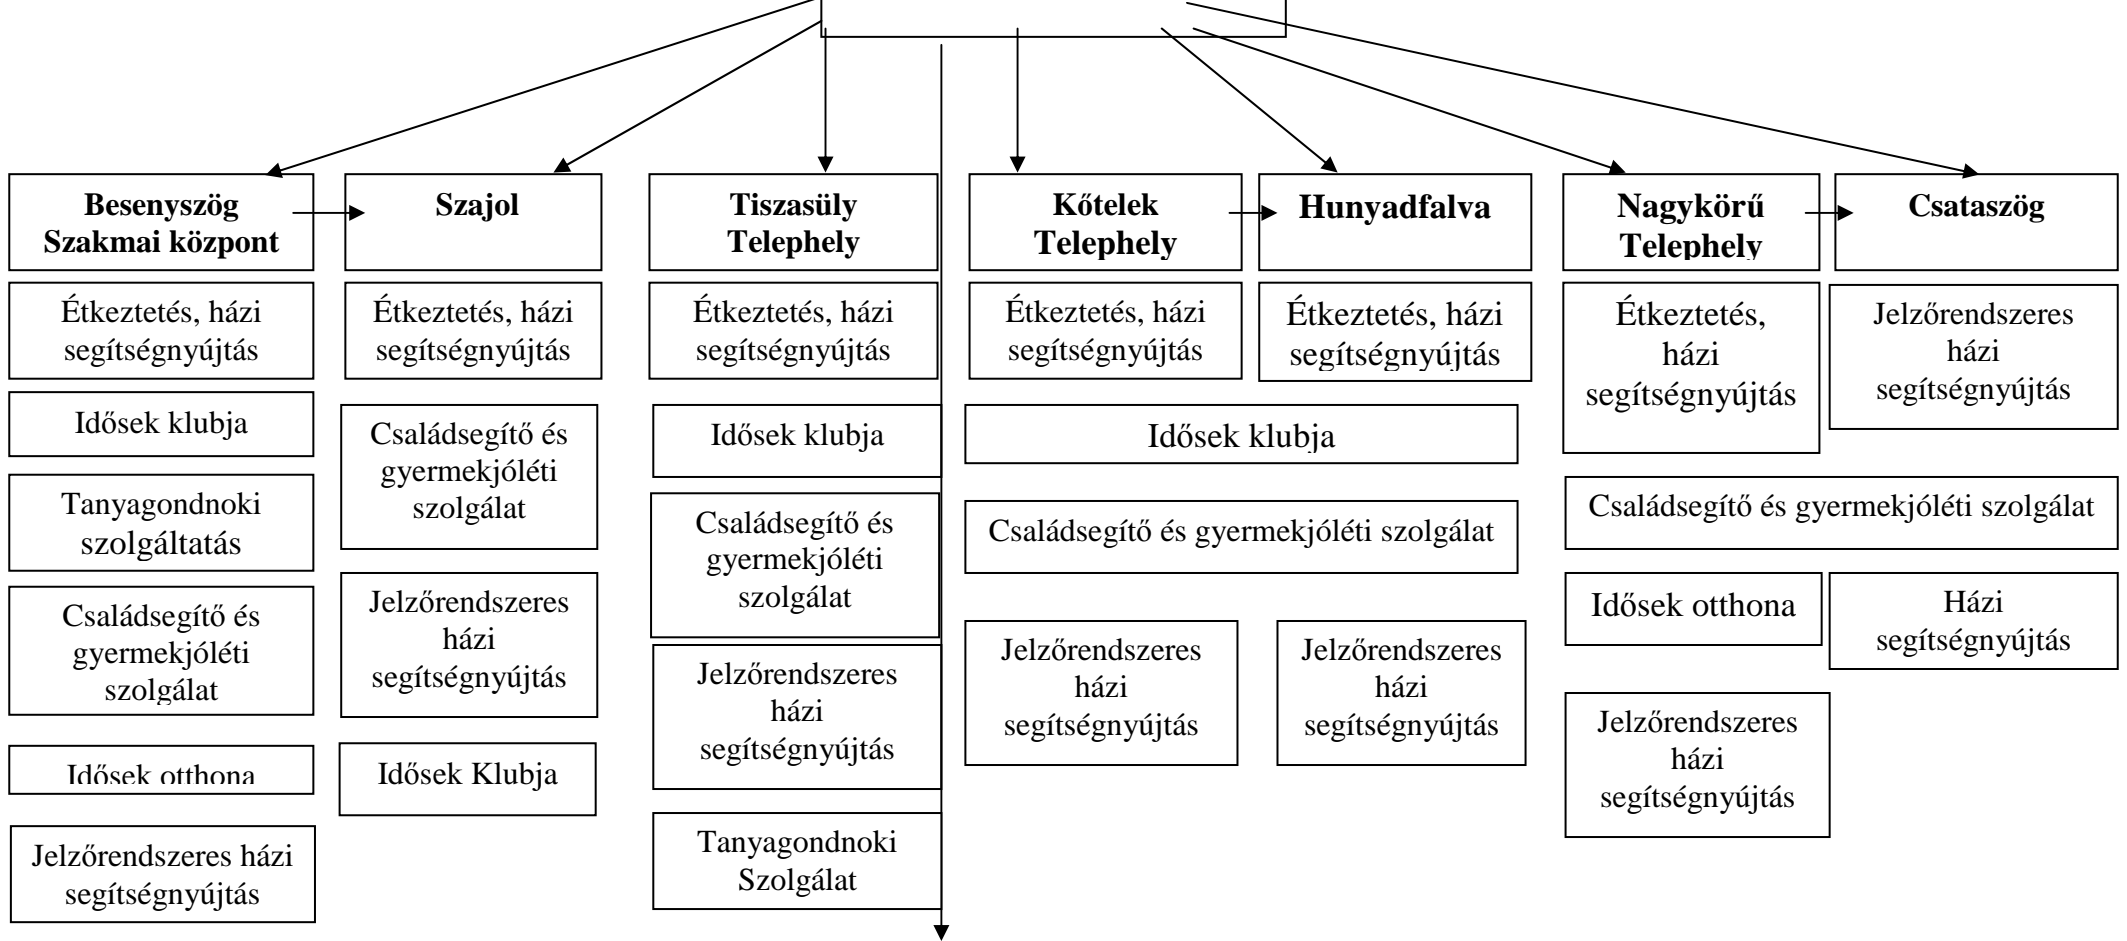 Besenyszög
Szakmai központ
Szajol
Tiszasüly
Telephely
Kőtelek
Telephely
Hunyadfalva
Nagykörű
Telephely
Csataszög
Étkeztetés, házi
segítségnyújtás
Idősek klubja
Tanyagondnoki
szolgáltatás
Családsegítő és
gyermekjóléti
szolgálat
Idősek otthona
Jelzőrendszeres házi
segítségnyújtás
Étkeztetés, házi
segítségnyújtás
Családsegítő és
gyermekjóléti
szolgálat
Jelzőrendszeres
házi
segítségnyújtás
Idősek Klubja
Étkeztetés, házi
segítségnyújtás
Idősek klubja
Családsegítő és
gyermekjóléti
szolgálat
Jelzőrendszeres
házi
segítségnyújtás
Tanyagondnoki
Szolgálat
Étkeztetés, házi
segítségnyújtás
Étkeztetés, házi
segítségnyújtás
Idősek klubja
Családsegítő és gyermekjóléti szolgálat
Jelzőrendszeres
házi
segítségnyújtás
Jelzőrendszeres
házi
segítségnyújtás
Étkeztetés,
házi
segítségnyújtás
Jelzőrendszeres
házi
segítségnyújtás
Családsegítő és gyermekjóléti szolgálat
Idősek otthona
Házi
segítségnyújtás
Jelzőrendszeres
házi
segítségnyújtás